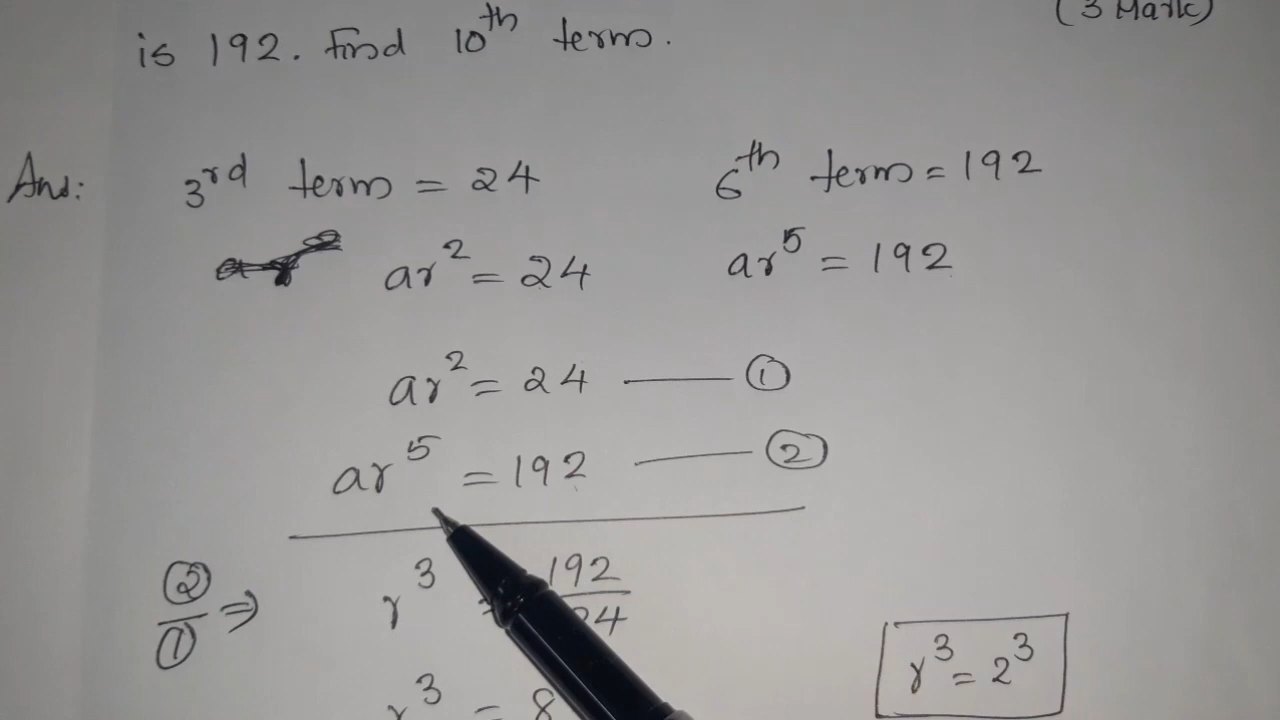 (3 Mark)
is 192. Find 10th term.
Ans: 3rd term = 24 6th term = 192
ar² = 24 ar⁵ = 192
ar² = 24 —— ①
ar⁵ = 192 —— ②
②/① ⇒ r³ = 192/24
r³ = 2³
r³ = 8